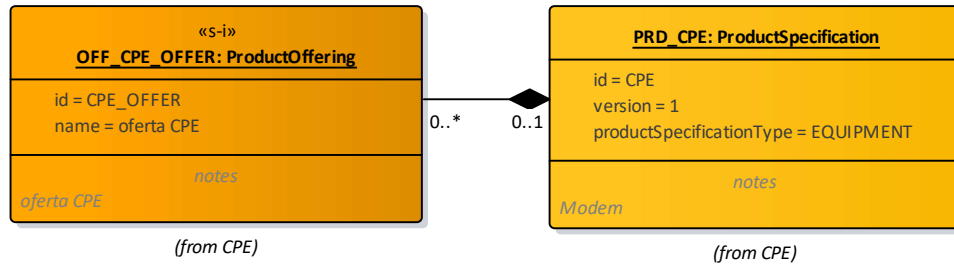 «s-i»
OFF_CPE_OFFER: ProductOffering
id = CPE_OFFER
name = oferta CPE
notes
oferta CPE
(from CPE)
0..*
0..1
PRD_CPE: ProductSpecification
id = CPE
version = 1
productSpecificationType = EQUIPMENT
notes
Modem
(from CPE)